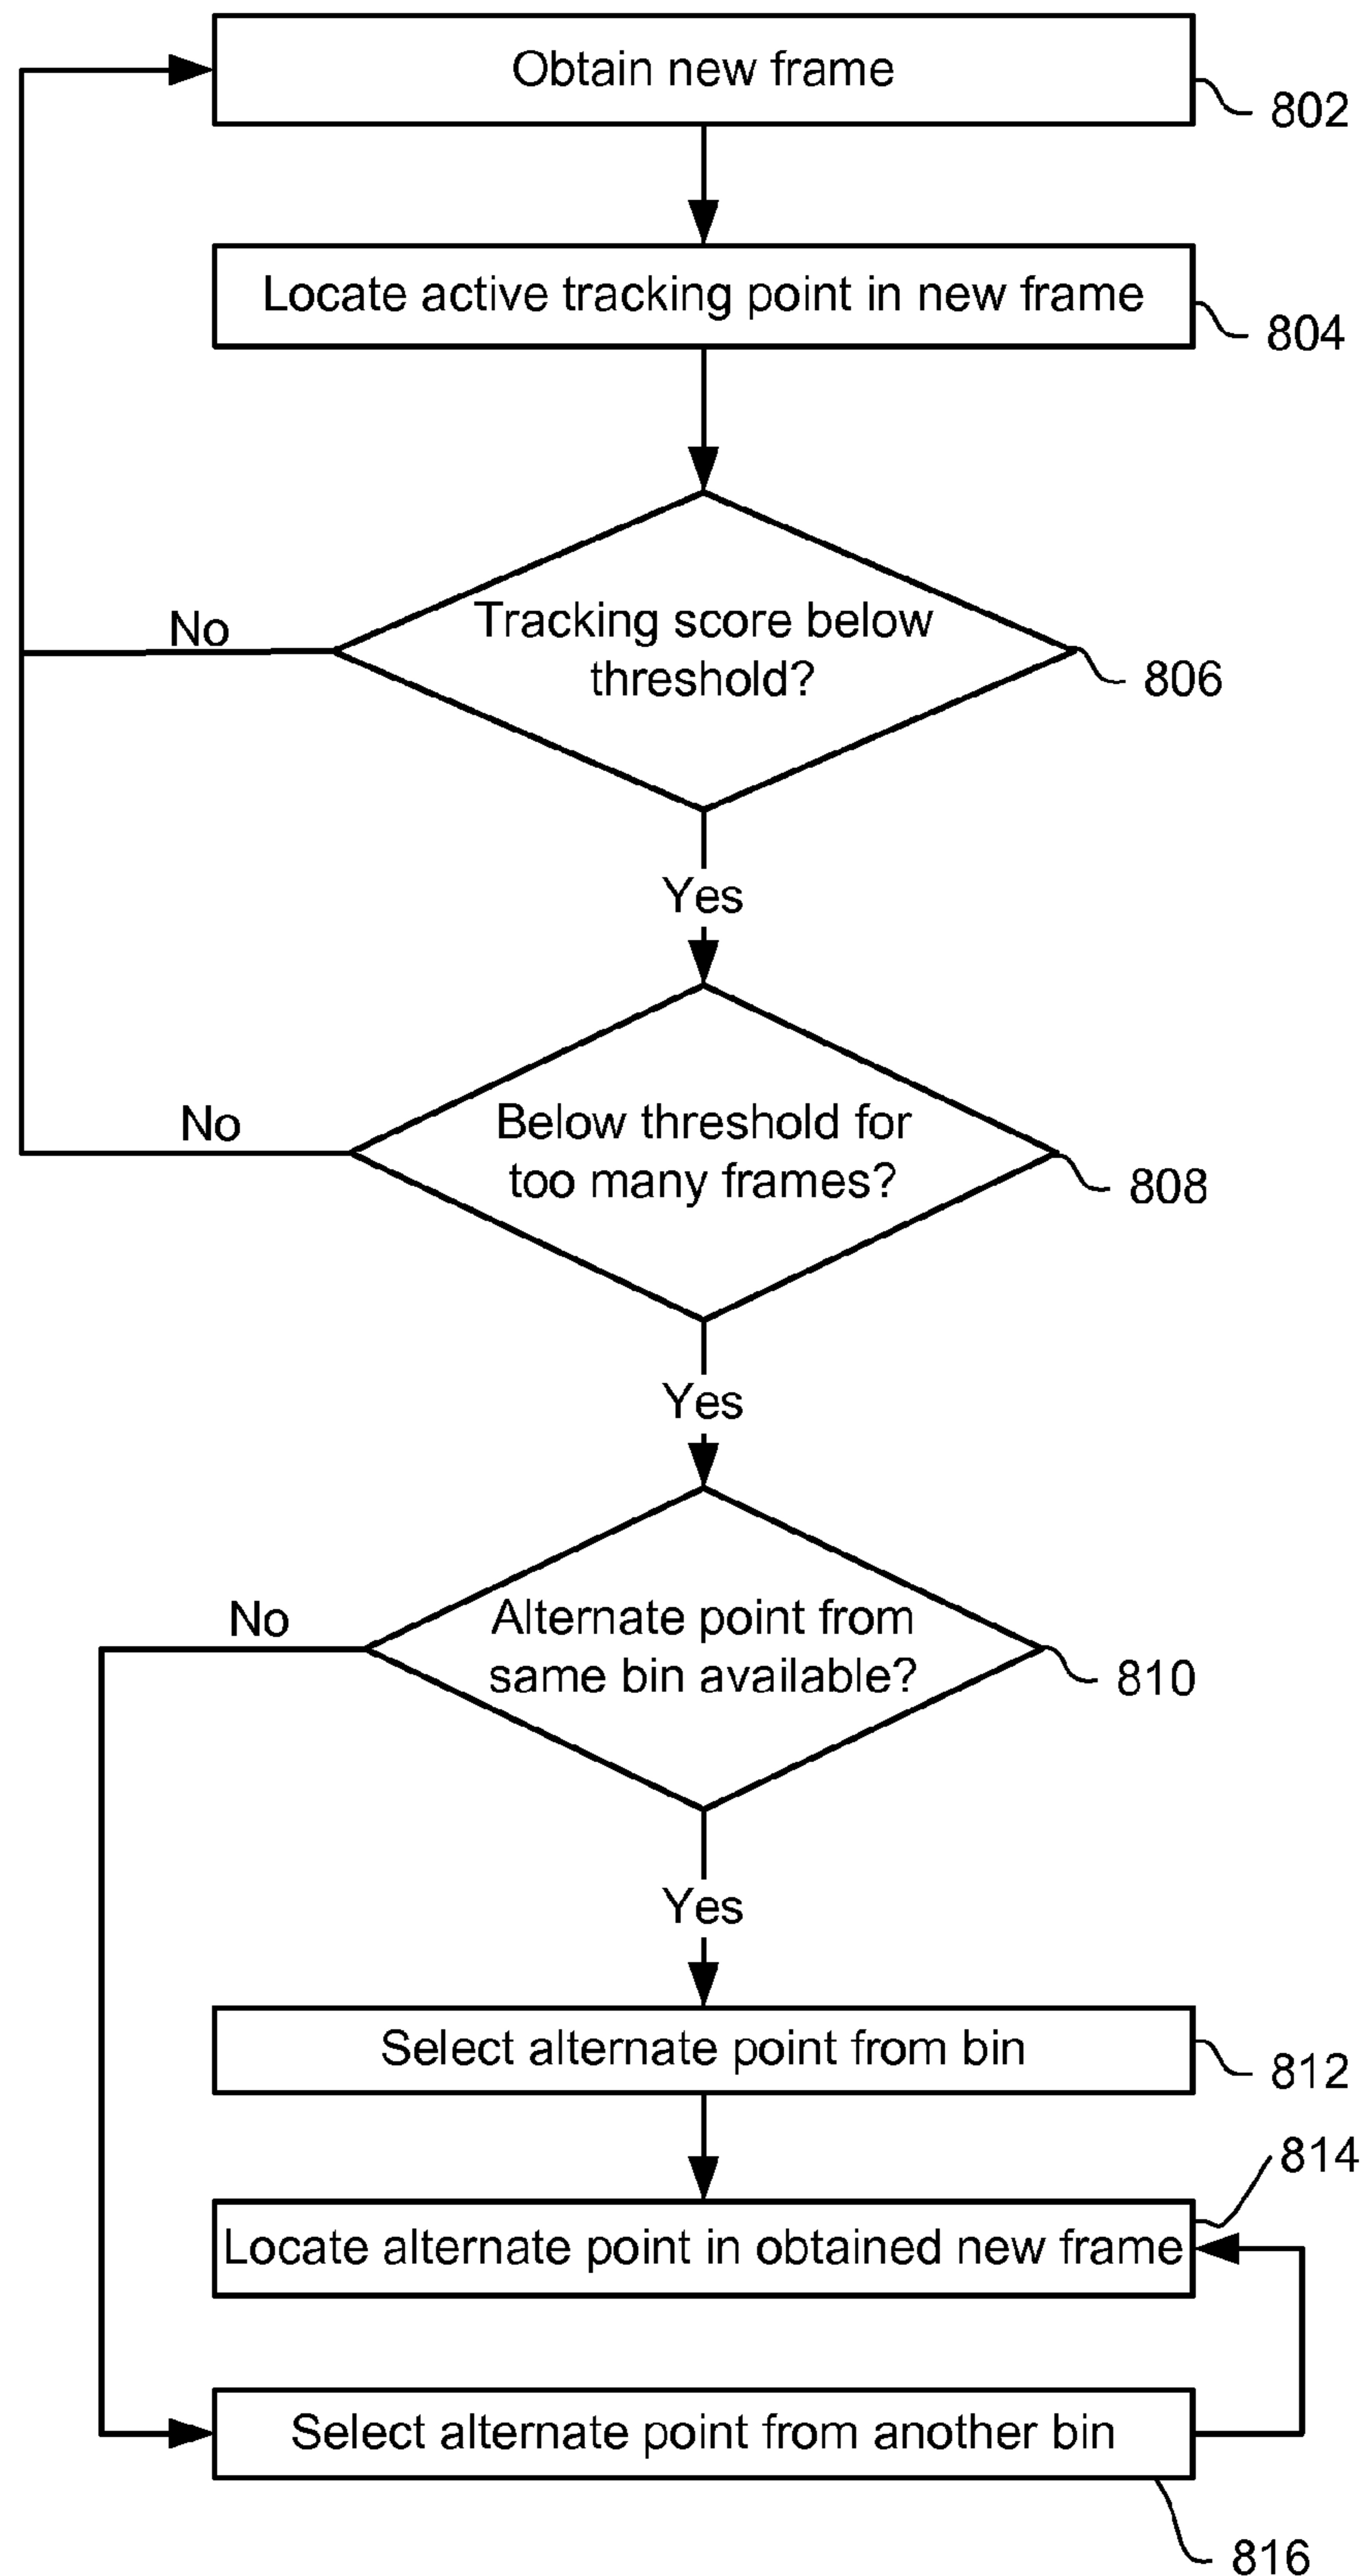 Obtain new frame
802
Locate active tracking point in new frame
804
Tracking score below
threshold?
806
No
Yes
Below threshold for
too many frames?
808
No
Yes
Alternate point from
same bin available?
810
No
Yes
Select alternate point from bin
812
814
Locate alternate point in obtained new frame
Select alternate point from another bin
816